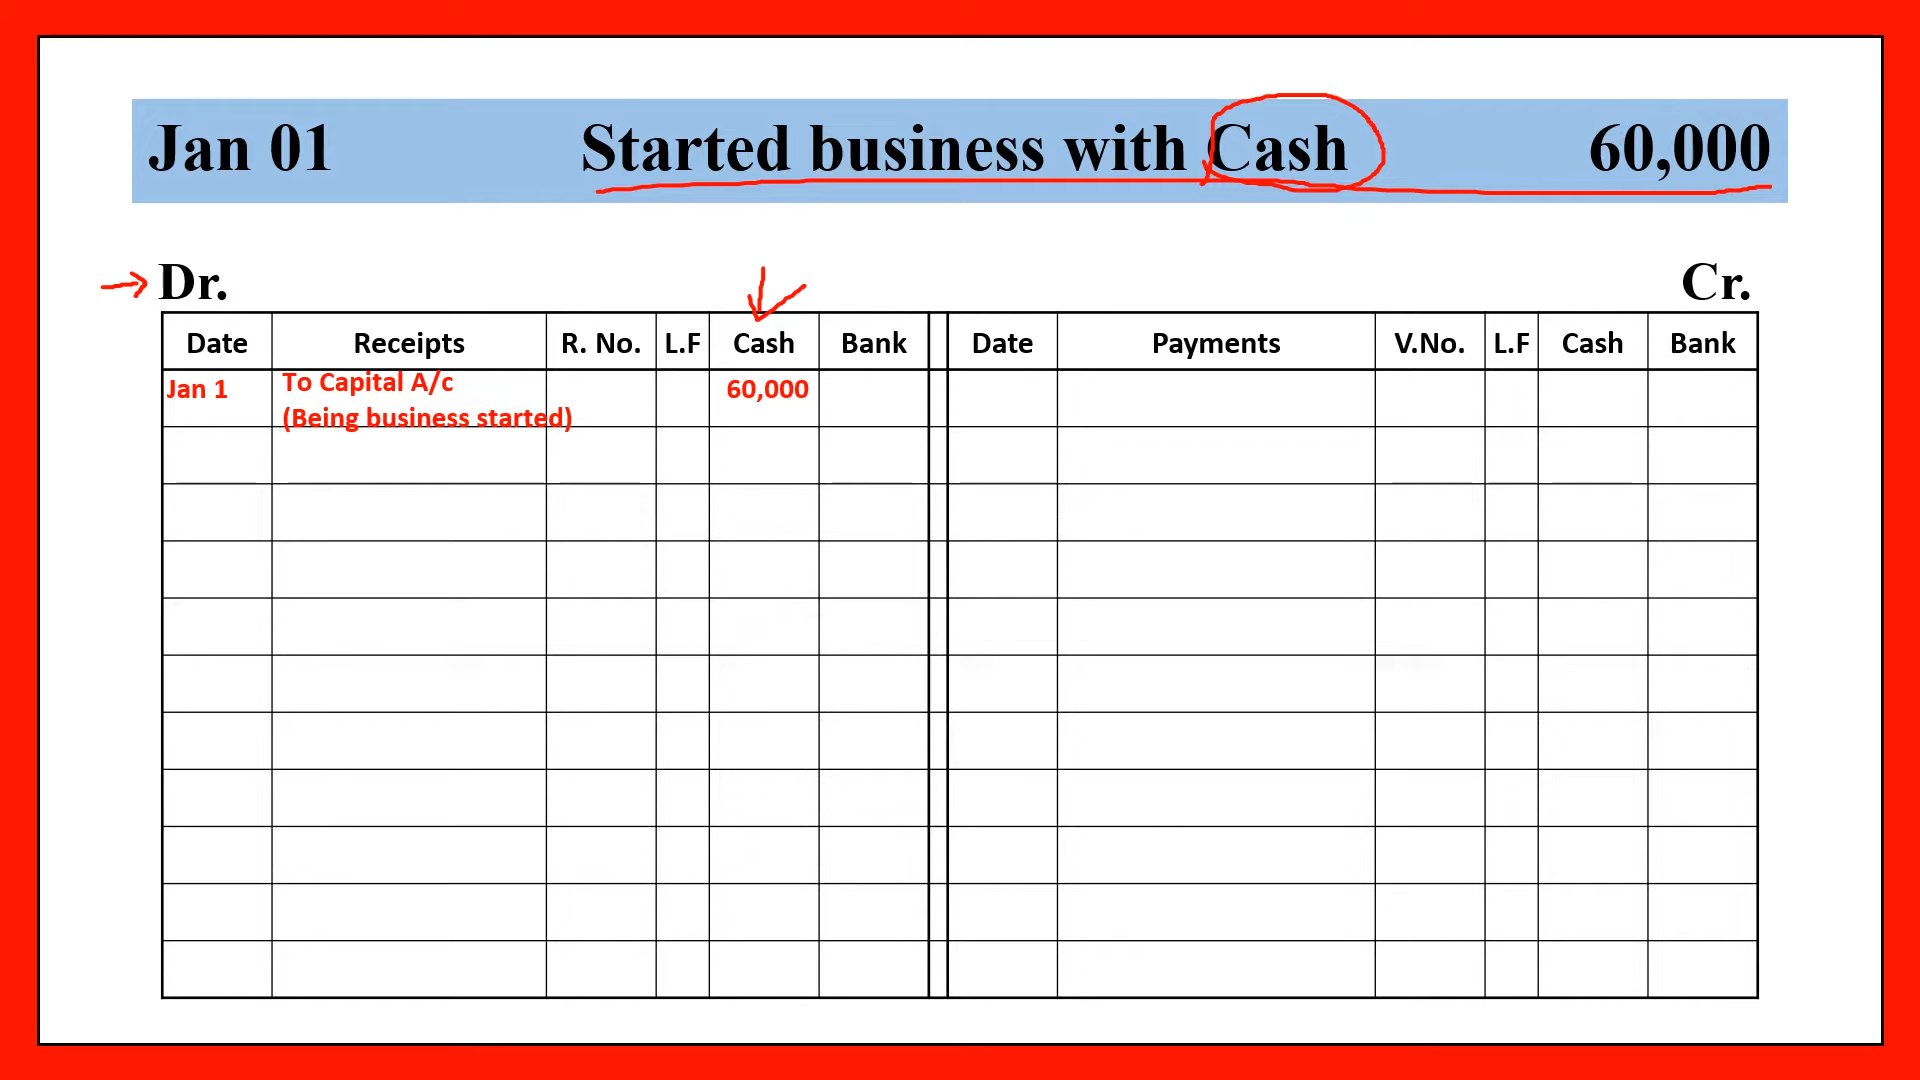 Jan 01 Started business with Cash 60,000
Dr. Cr.
Date Receipts R. No. L.F Cash Bank Date Payments V.No. L.F Cash Bank
Jan 1 To Capital A/c 60,000
(Being business started)